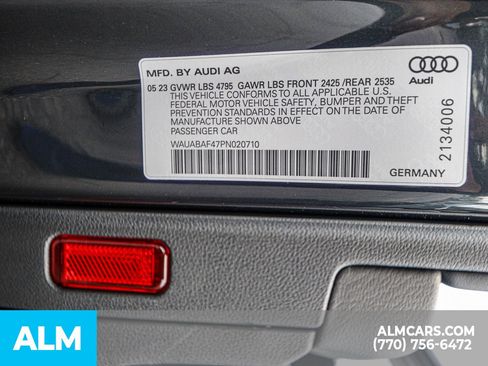 MFD. BY AUDI AG
05 23 GVWR LBS 4795 GAWR LBS FRONT 2425 /REAR 2535
THIS VEHICLE CONFORMS TO ALL APPLICABLE U.S.
FEDERAL MOTOR VEHICLE SAFETY, BUMPER AND THEFT
PREVENTION STANDARDS IN EFFECT ON THE DATE OF
MANUFACTURE SHOWN ABOVE
PASSENGER CAR
WAUABAF47PN020710
GERMANY
Audi
2134006
ALM
ALMCARS.COM
(770) 756-6472